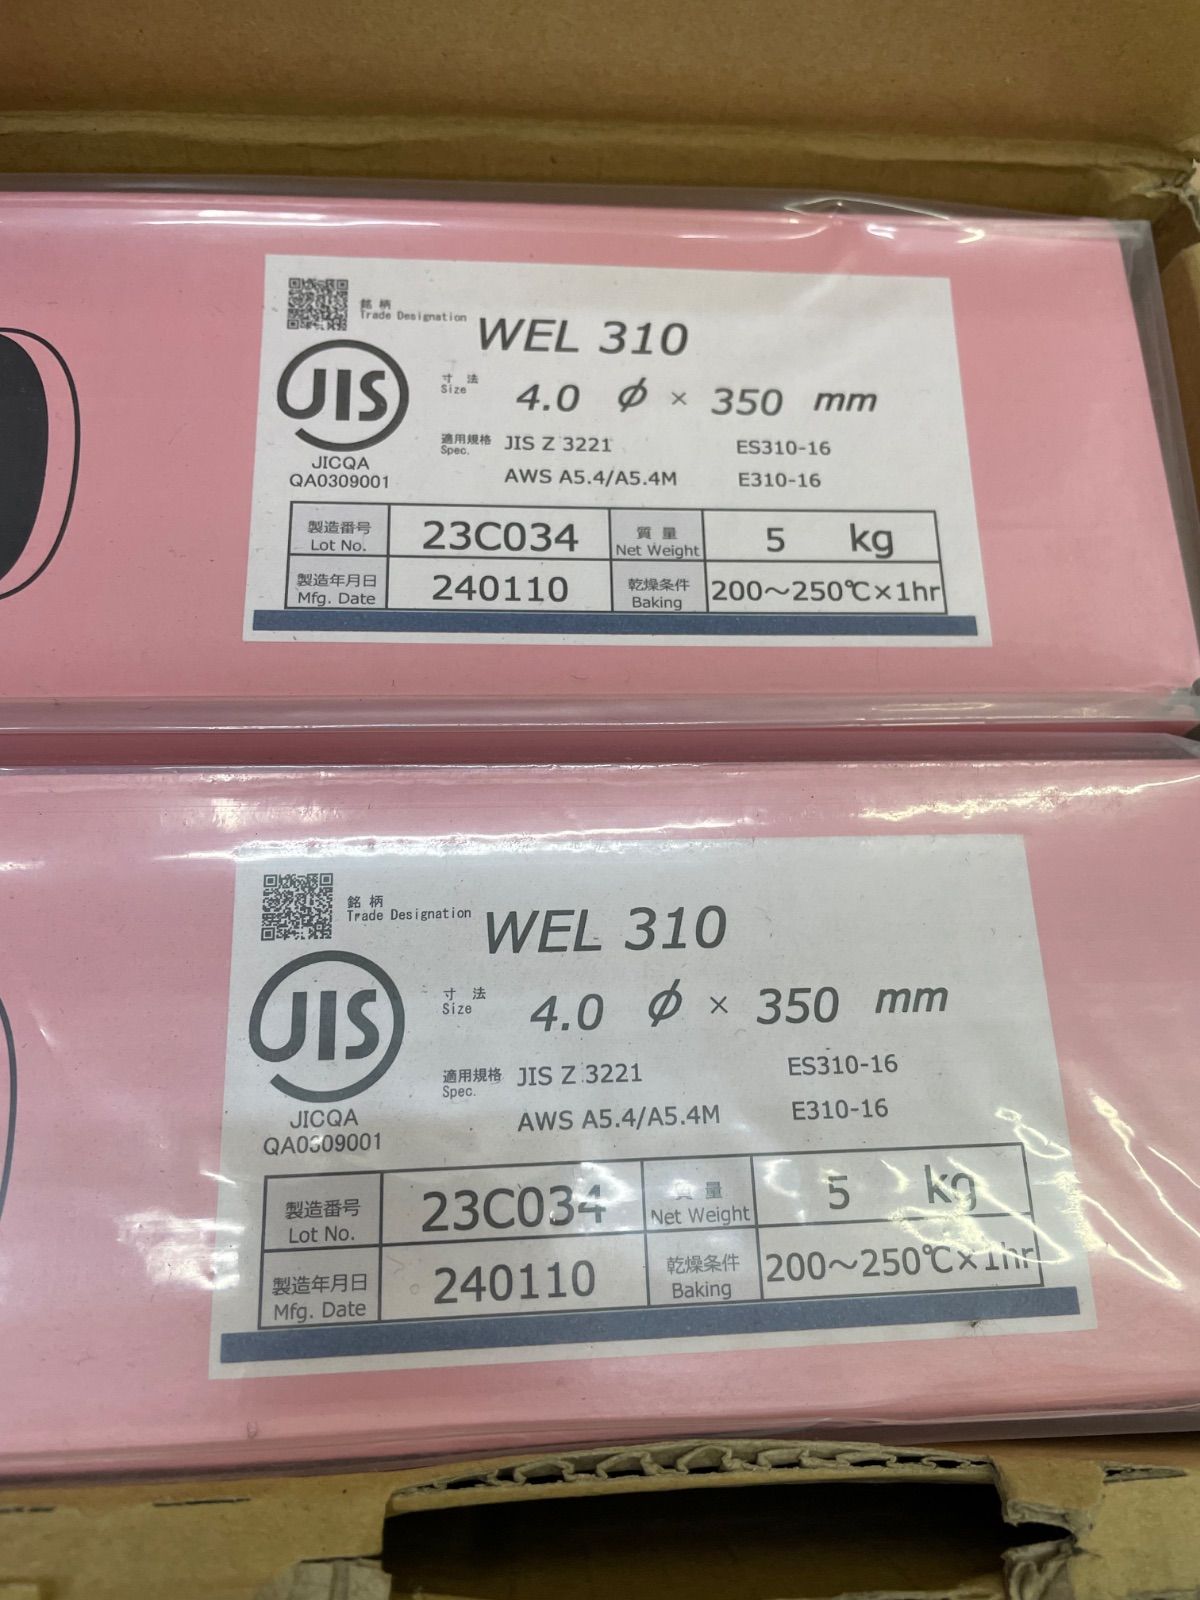 銘柄
Trade Designation WEL 310
JIS
寸法
Size 4.0 φ × 350 mm
適用規格
Spec. JIS Z 3221 ES310-16
AWS A5.4/A5.4M E310-16
JICQA
QA0309001
製造番号
Lot No. 23C034 質量
Net Weight 5 kg
製造年月日
Mfg. Date 240110 乾燥条件
Baking 200～250℃×1hr
銘柄
Trade Designation WEL 310
JIS
寸法
Size 4.0 φ × 350 mm
適用規格
Spec. JIS Z 3221 ES310-16
AWS A5.4/A5.4M E310-16
JICQA
QA0309001
製造番号
Lot No. 23C034 質量
Net Weight 5 kg
製造年月日
Mfg. Date 240110 乾燥条件
Baking 200～250℃×1hr